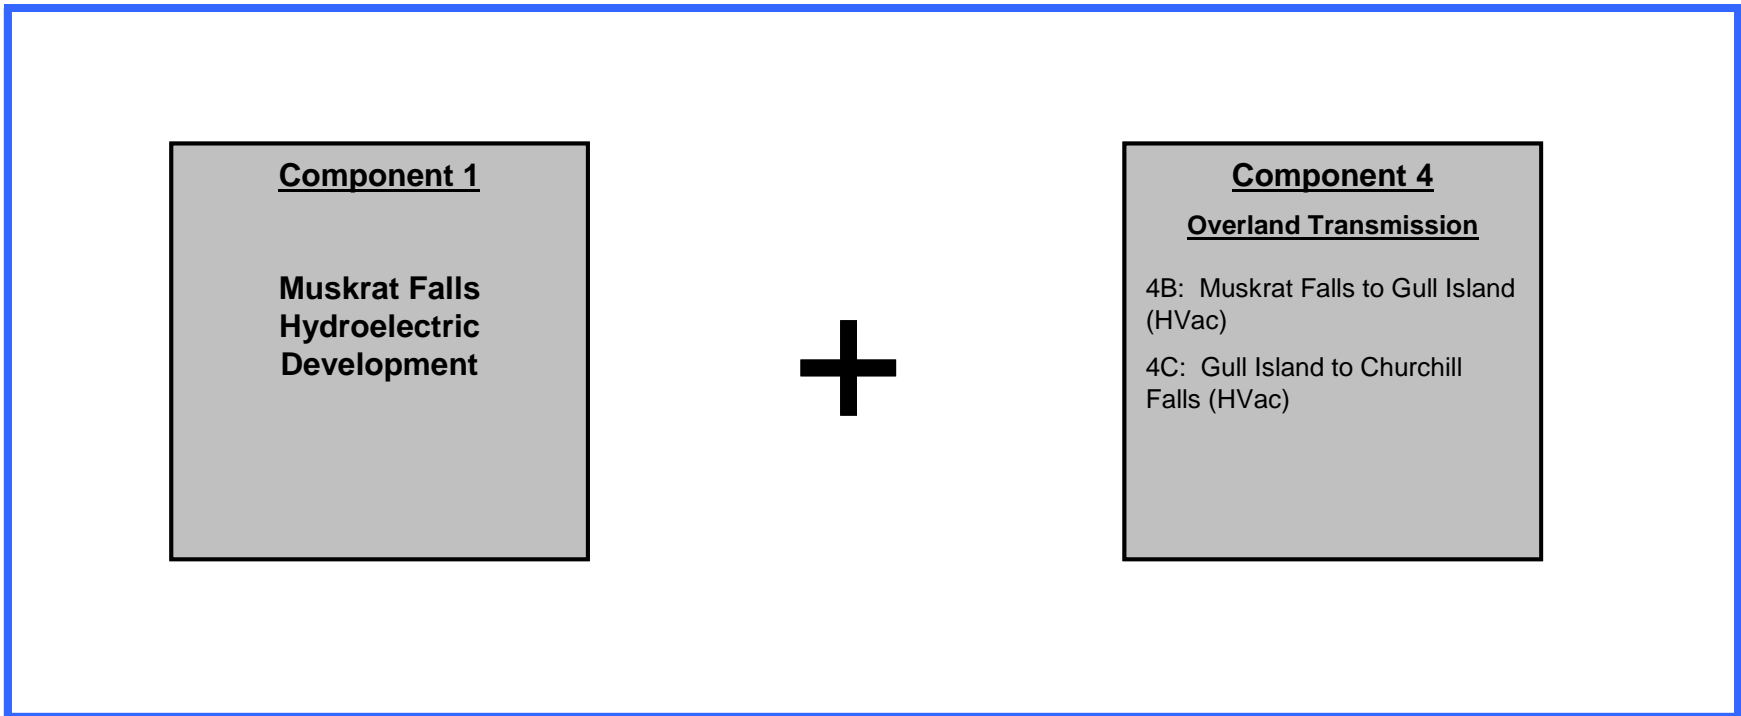 Component 1
Muskrat Falls
Hydroelectric
Development
+
Component 4
Overland Transmission
4B:  Muskrat Falls to Gull Island
(HVac)
4C:  Gull Island to Churchill
Falls (HVac)